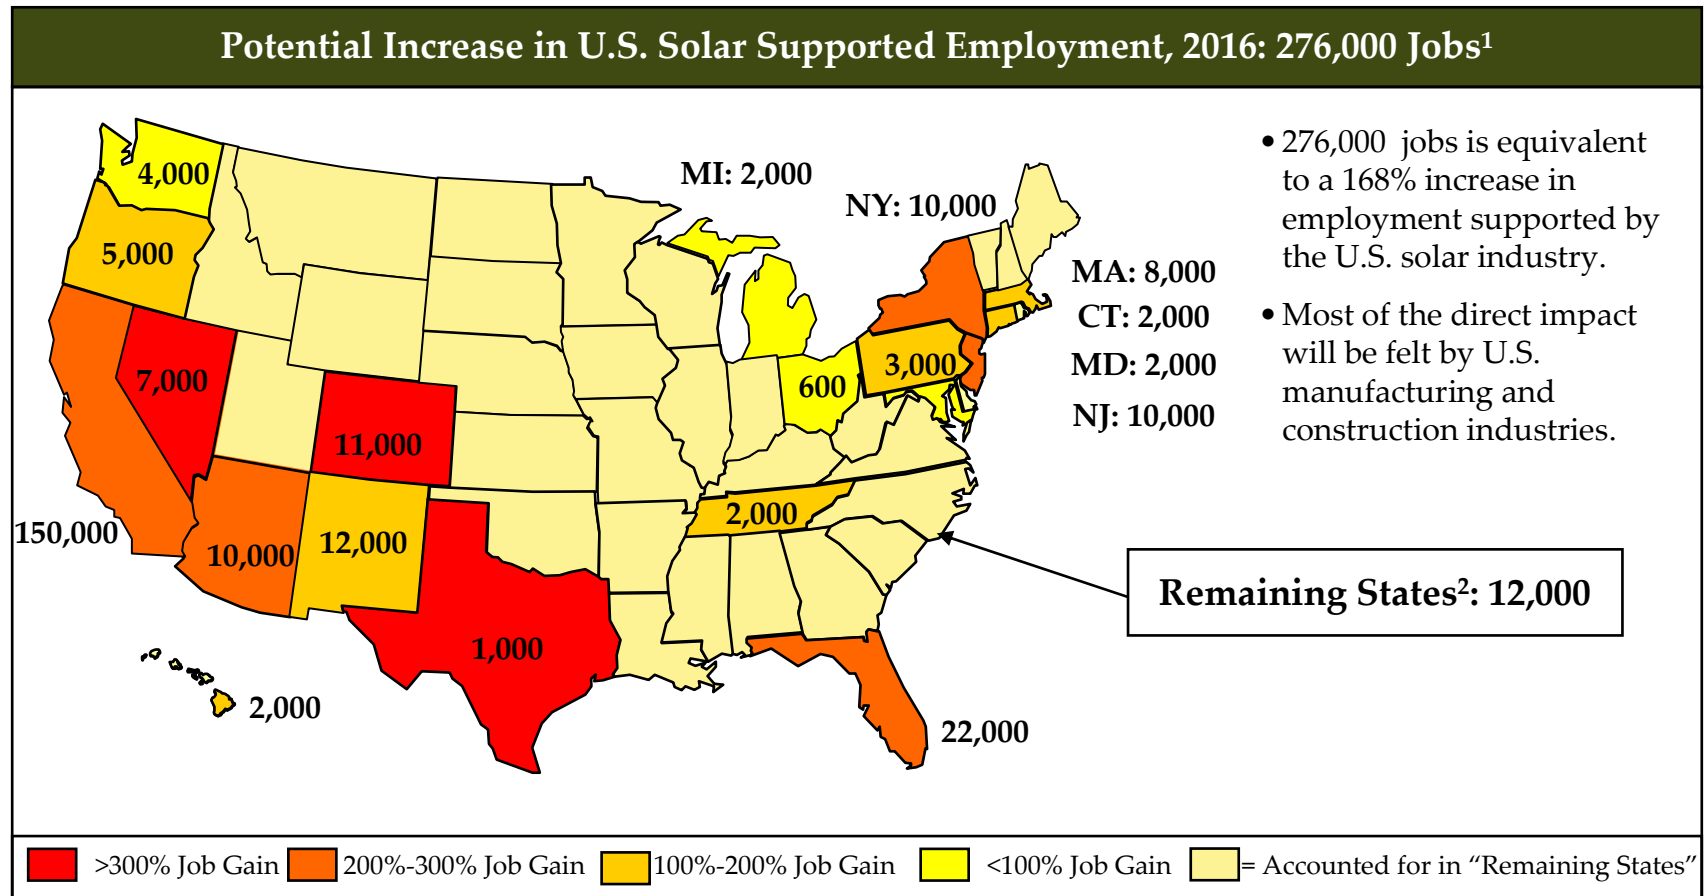 Potential Increase in U.S. Solar Supported Employment, 2016: 276,000 Jobs¹
4,000
5,000
7,000
11,000
150,000
10,000
12,000
1,000
2,000
MI: 2,000
NY: 10,000
MA: 8,000
CT: 2,000
MD: 2,000
NJ: 10,000
600
3,000
2,000
22,000
Remaining States²: 12,000
• 276,000 jobs is equivalent
to a 168% increase in
employment supported by
the U.S. solar industry.
• Most of the direct impact
will be felt by U.S.
manufacturing and
construction industries.
>300% Job Gain
200%-300% Job Gain
100%-200% Job Gain
<100% Job Gain
= Accounted for in “Remaining States”